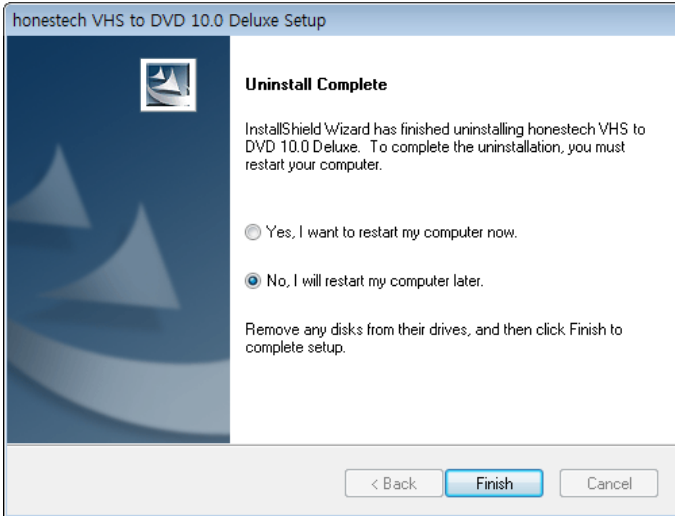 honestech VHS to DVD 10.0 Deluxe Setup
Uninstall Complete
InstallShield Wizard has finished uninstalling honestech VHS to
DVD 10.0 Deluxe.  To complete the uninstallation, you must
restart your computer.
Yes, I want to restart my computer now.
No, I will restart my computer later.
Remove any disks from their drives, and then click Finish to
complete setup.
< Back
Finish
Cancel